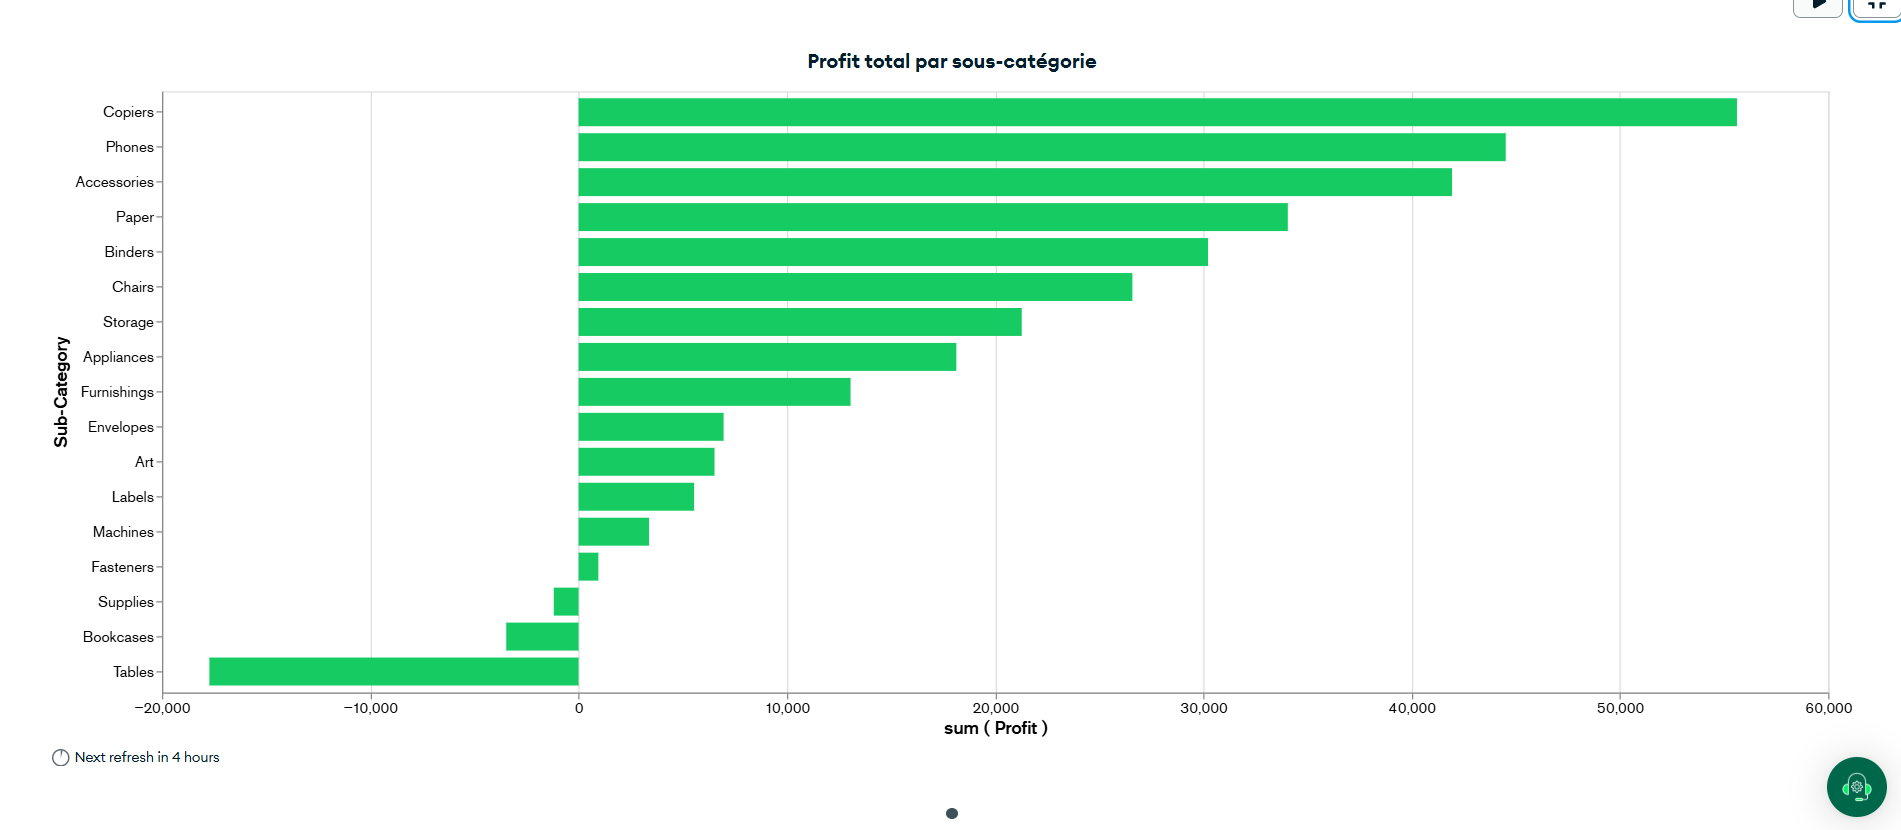 Profit total par sous-catégorie
Sub-Category
Copiers
Phones
Accessories
Paper
Binders
Chairs
Storage
Appliances
Furnishings
Envelopes
Art
Labels
Machines
Fasteners
Supplies
Bookcases
Tables
−20,000 −10,000 0 10,000 20,000 30,000 40,000 50,000 60,000
sum ( Profit )
Next refresh in 4 hours